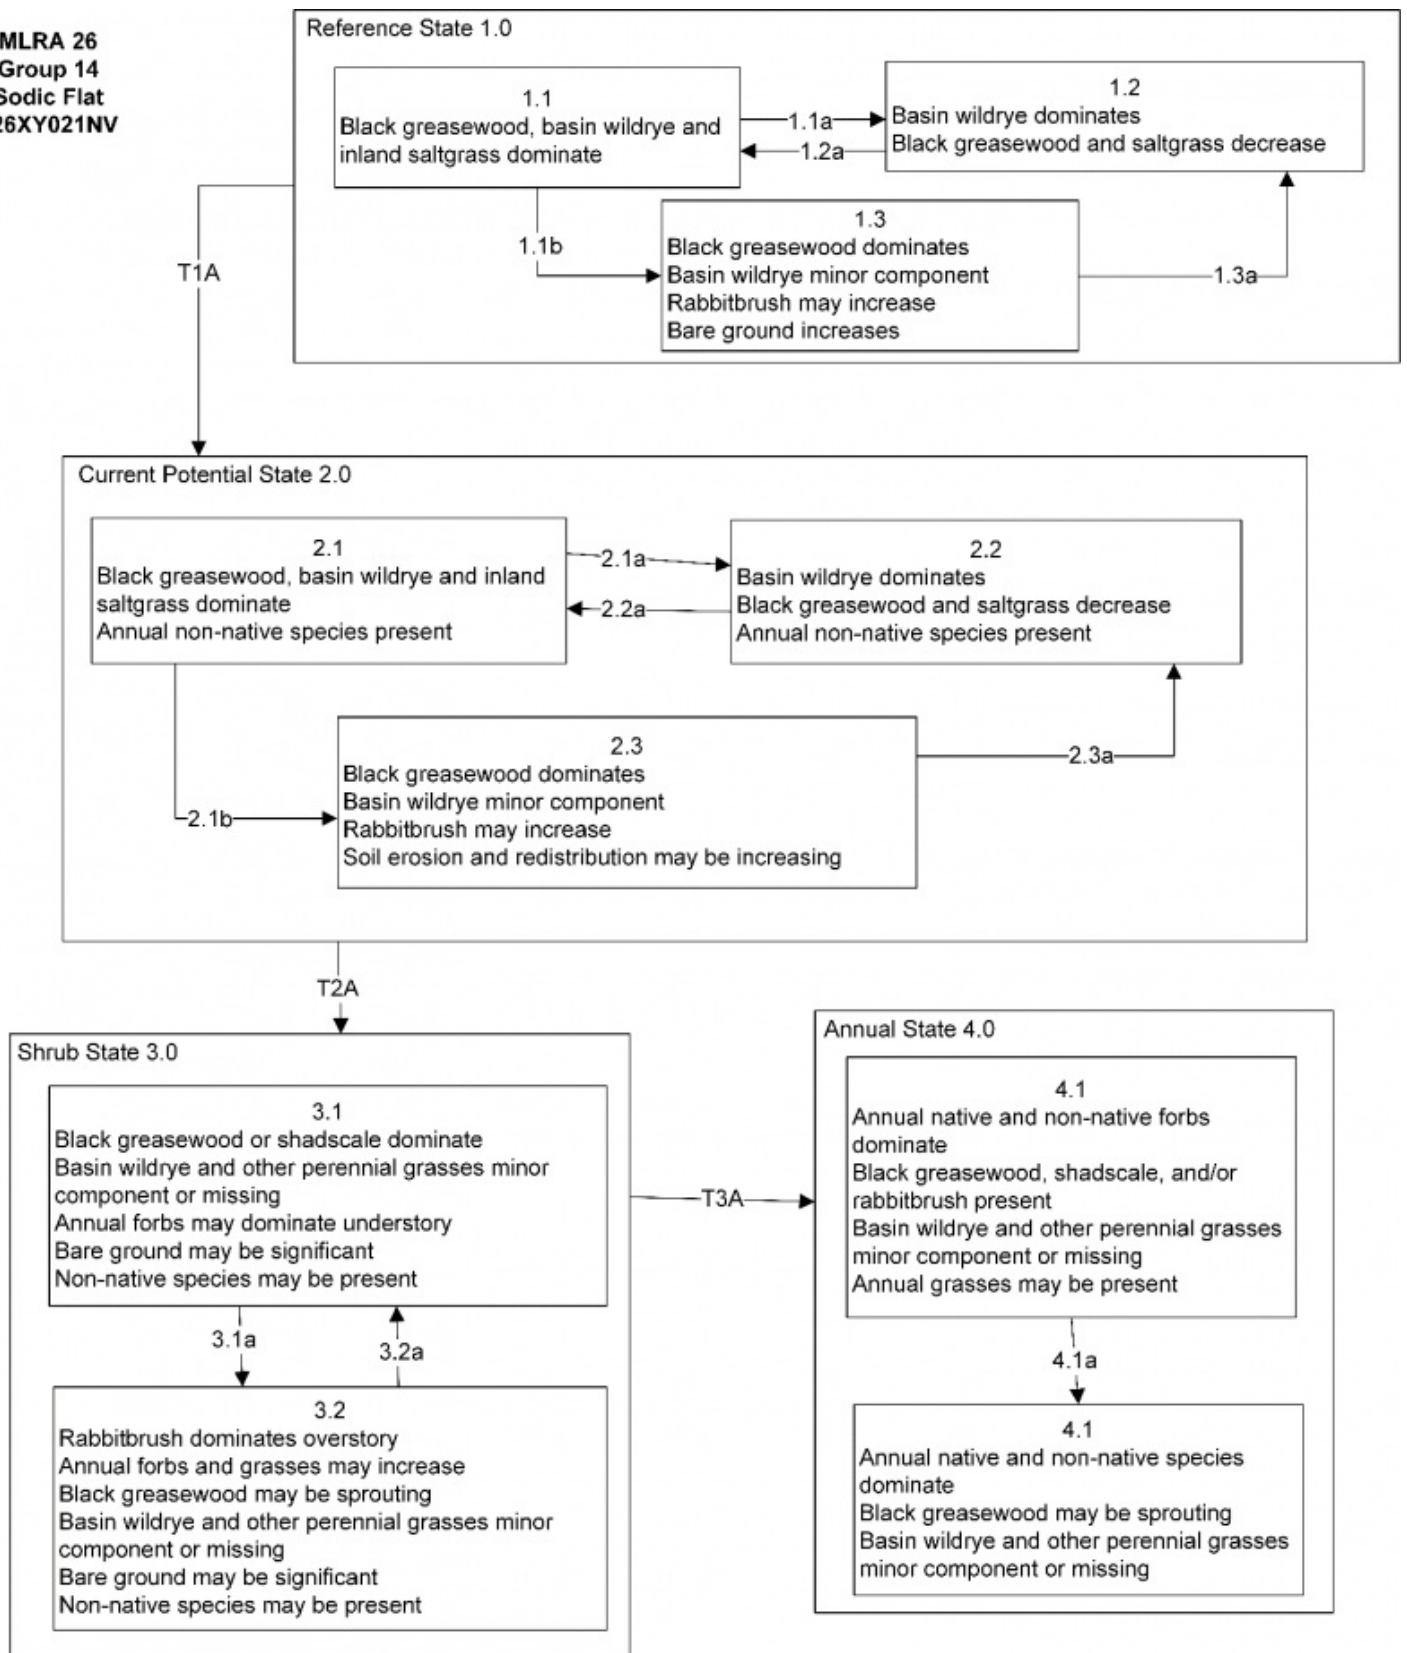 MLRA 26
Group 14
Sodic Flat
26XY021NV
Reference State 1.0
1.1
Black greasewood, basin wildrye and
inland saltgrass dominate
1.1a
1.2a
1.2
Basin wildrye dominates
Black greasewood and saltgrass decrease
1.1b
1.3
Black greasewood dominates
Basin wildrye minor component
Rabbitbrush may increase
Bare ground increases
1.3a
T1A
Current Potential State 2.0
2.1
Black greasewood, basin wildrye and inland
saltgrass dominate
Annual non-native species present
2.1a
2.2a
2.2
Basin wildrye dominates
Black greasewood and saltgrass decrease
Annual non-native species present
2.1b
2.3
Black greasewood dominates
Basin wildrye minor component
Rabbitbrush may increase
Soil erosion and redistribution may be increasing
2.3a
T2A
Shrub State 3.0
3.1
Black greasewood or shadscale dominate
Basin wildrye and other perennial grasses minor
component or missing
Annual forbs may dominate understory
Bare ground may be significant
Non-native species may be present
3.1a
3.2a
3.2
Rabbitbrush dominates overstory
Annual forbs and grasses may increase
Black greasewood may be sprouting
Basin wildrye and other perennial grasses minor
component or missing
Bare ground may be significant
Non-native species may be present
T3A
Annual State 4.0
4.1
Annual native and non-native forbs
dominate
Black greasewood, shadscale, and/or
rabbitbrush present
Basin wildrye and other perennial grasses
minor component or missing
Annual grasses may be present
4.1a
4.1
Annual native and non-native species
dominate
Black greasewood may be sprouting
Basin wildrye and other perennial grasses
minor component or missing